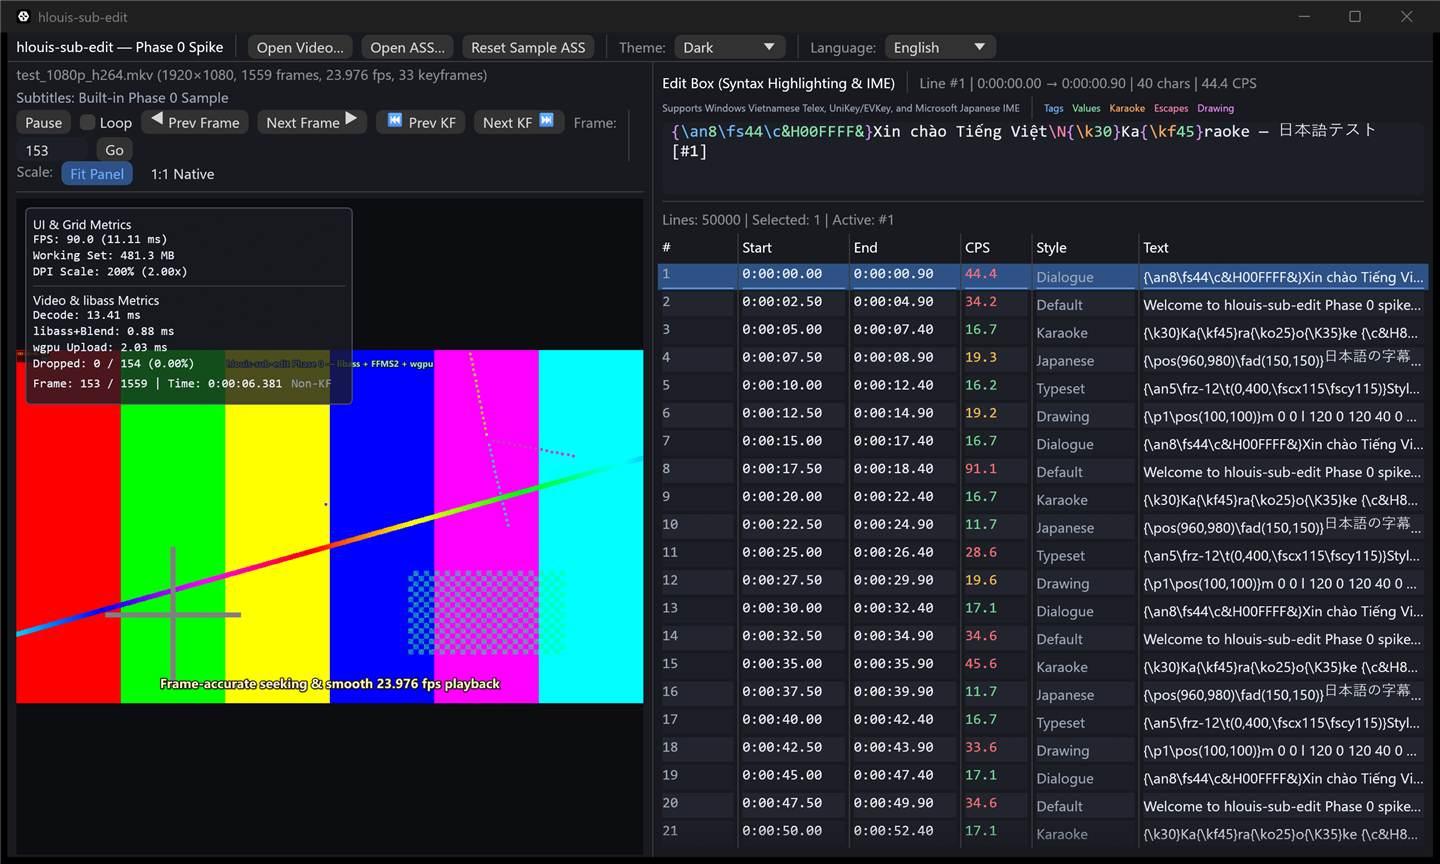 hlouis-sub-edit
hlouis-sub-edit — Phase 0 Spike Open Video... Open ASS... Reset Sample ASS Theme: Dark Language: English
test_1080p_h264.mkv (1920×1080, 1559 frames, 23.976 fps, 33 keyframes)
Subtitles: Built-in Phase 0 Sample
Pause Loop Prev Frame Next Frame Prev KF Next KF Frame:
153 Go
Scale: Fit Panel 1:1 Native
UI & Grid Metrics
FPS: 90.0 (11.11 ms)
Working Set: 481.3 MB
DPI Scale: 200% (2.00x)
Video & libass Metrics
Decode: 13.41 ms
libass+Blend: 0.88 ms
wgpu Upload: 2.03 ms
Dropped: 0 / 154 (0.00%)
hlouis-sub-edit Phase 0 — libass + FFMS2 + wgpu
Frame: 153 / 1559 | Time: 0:00:06.381 Non-KF
Frame-accurate seeking & smooth 23.976 fps playback
Edit Box (Syntax Highlighting & IME) Line #1 | 0:00:00.00 → 0:00:00.90 | 40 chars | 44.4 CPS
Supports Windows Vietnamese Telex, UniKey/EVKey, and Microsoft Japanese IME Tags Values Karaoke Escapes Drawing
{\an8\fs44\c&H00FFFF&}Xin chào Tiếng Việt\N{\k30}Ka{\kf45}raoke — 日本語テスト
[#1]
Lines: 50000 | Selected: 1 | Active: #1
# Start End CPS Style Text
1 0:00:00.00 0:00:00.90 44.4 Dialogue {\an8\fs44\c&H00FFFF&}Xin chào Tiếng Vi...
2 0:00:02.50 0:00:04.90 34.2 Default Welcome to hlouis-sub-edit Phase 0 spike...
3 0:00:05.00 0:00:07.40 16.7 Karaoke {\k30}Ka{\kf45}ra{\ko25}o{\K35}ke {\c&H8...
4 0:00:07.50 0:00:08.90 19.3 Japanese {\pos(960,980)\fad(150,150)}日本語の字幕...
5 0:00:10.00 0:00:12.40 16.2 Typeset {\an5\frz-12\t(0,400,\fscx115\fscy115)}Styl...
6 0:00:12.50 0:00:14.90 19.2 Drawing {\p1\pos(100,100)}m 0 0 l 120 0 120 40 0 ...
7 0:00:15.00 0:00:17.40 16.7 Dialogue {\an8\fs44\c&H00FFFF&}Xin chào Tiếng Vi...
8 0:00:17.50 0:00:18.40 91.1 Default Welcome to hlouis-sub-edit Phase 0 spike...
9 0:00:20.00 0:00:22.40 16.7 Karaoke {\k30}Ka{\kf45}ra{\ko25}o{\K35}ke {\c&H8...
10 0:00:22.50 0:00:24.90 11.7 Japanese {\pos(960,980)\fad(150,150)}日本語の字幕...
11 0:00:25.00 0:00:26.40 28.6 Typeset {\an5\frz-12\t(0,400,\fscx115\fscy115)}Styl...
12 0:00:27.50 0:00:29.90 19.6 Drawing {\p1\pos(100,100)}m 0 0 l 120 0 120 40 0 ...
13 0:00:30.00 0:00:32.40 17.1 Dialogue {\an8\fs44\c&H00FFFF&}Xin chào Tiếng Vi...
14 0:00:32.50 0:00:34.90 34.6 Default Welcome to hlouis-sub-edit Phase 0 spike...
15 0:00:35.00 0:00:35.90 45.6 Karaoke {\k30}Ka{\kf45}ra{\ko25}o{\K35}ke {\c&H8...
16 0:00:37.50 0:00:39.90 11.7 Japanese {\pos(960,980)\fad(150,150)}日本語の字幕...
17 0:00:40.00 0:00:42.40 16.7 Typeset {\an5\frz-12\t(0,400,\fscx115\fscy115)}Styl...
18 0:00:42.50 0:00:43.90 33.6 Drawing {\p1\pos(100,100)}m 0 0 l 120 0 120 40 0 ...
19 0:00:45.00 0:00:47.40 17.1 Dialogue {\an8\fs44\c&H00FFFF&}Xin chào Tiếng Vi...
20 0:00:47.50 0:00:49.90 34.6 Default Welcome to hlouis-sub-edit Phase 0 spike...
21 0:00:50.00 0:00:52.40 17.1 Karaoke {\k30}Ka{\kf45}ra{\ko25}o{\K35}ke {\c&H8...